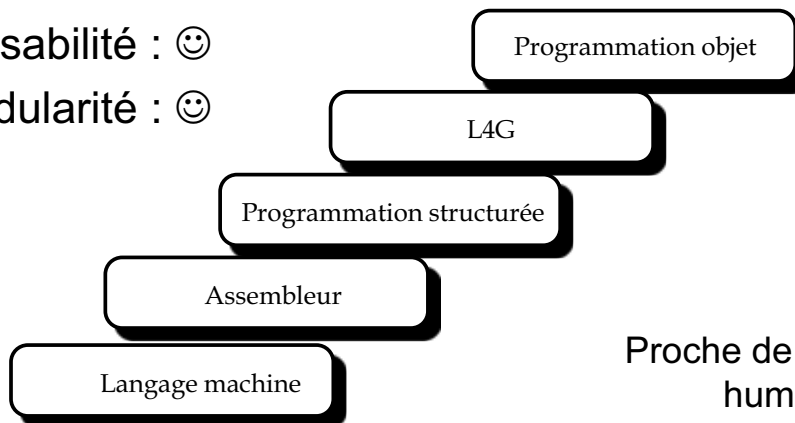 sabilité : ☺
dularité : ☺
Programmation objet
L4G
Programmation structurée
Assembleur
Langage machine
Proche de
hum